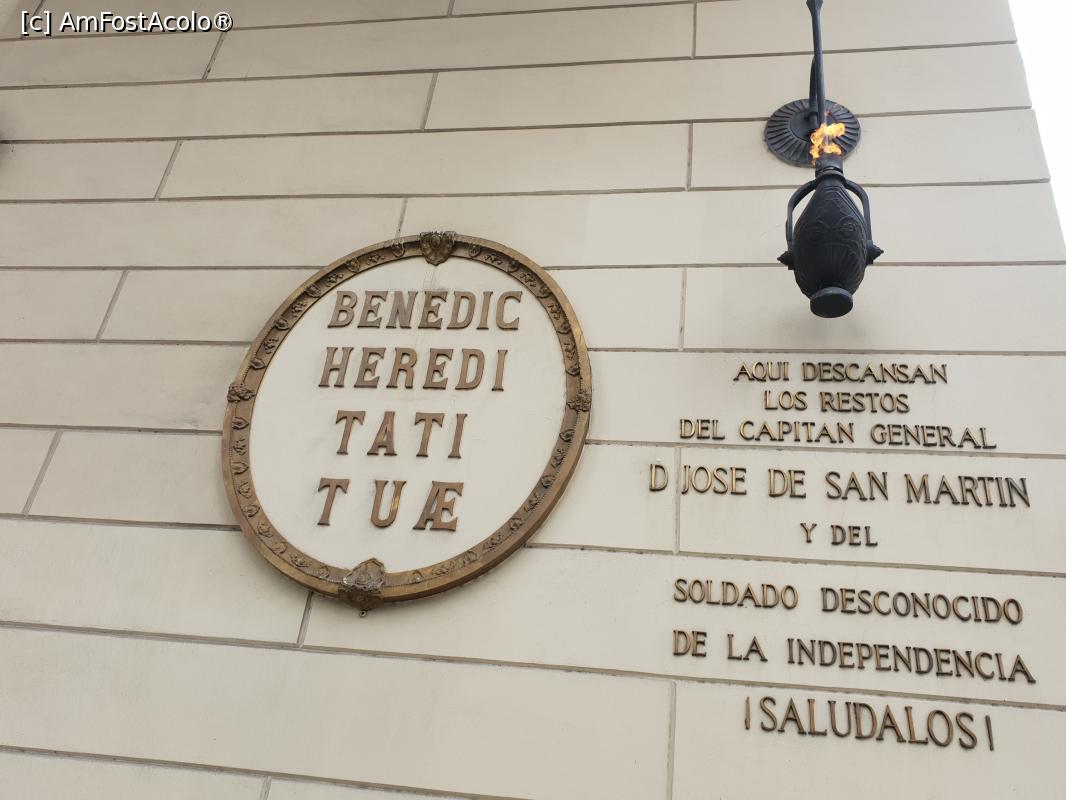 [c] AmFostAcolo®
BENEDIC
HEREDI
TATI
TUÆ
AQUI DESCANSAN
LOS RESTOS
DEL CAPITAN GENERAL
D JOSE DE SAN MARTIN
Y DEL
SOLDADO DESCONOCIDO
DE LA INDEPENDENCIA
¡SALUDALOS!